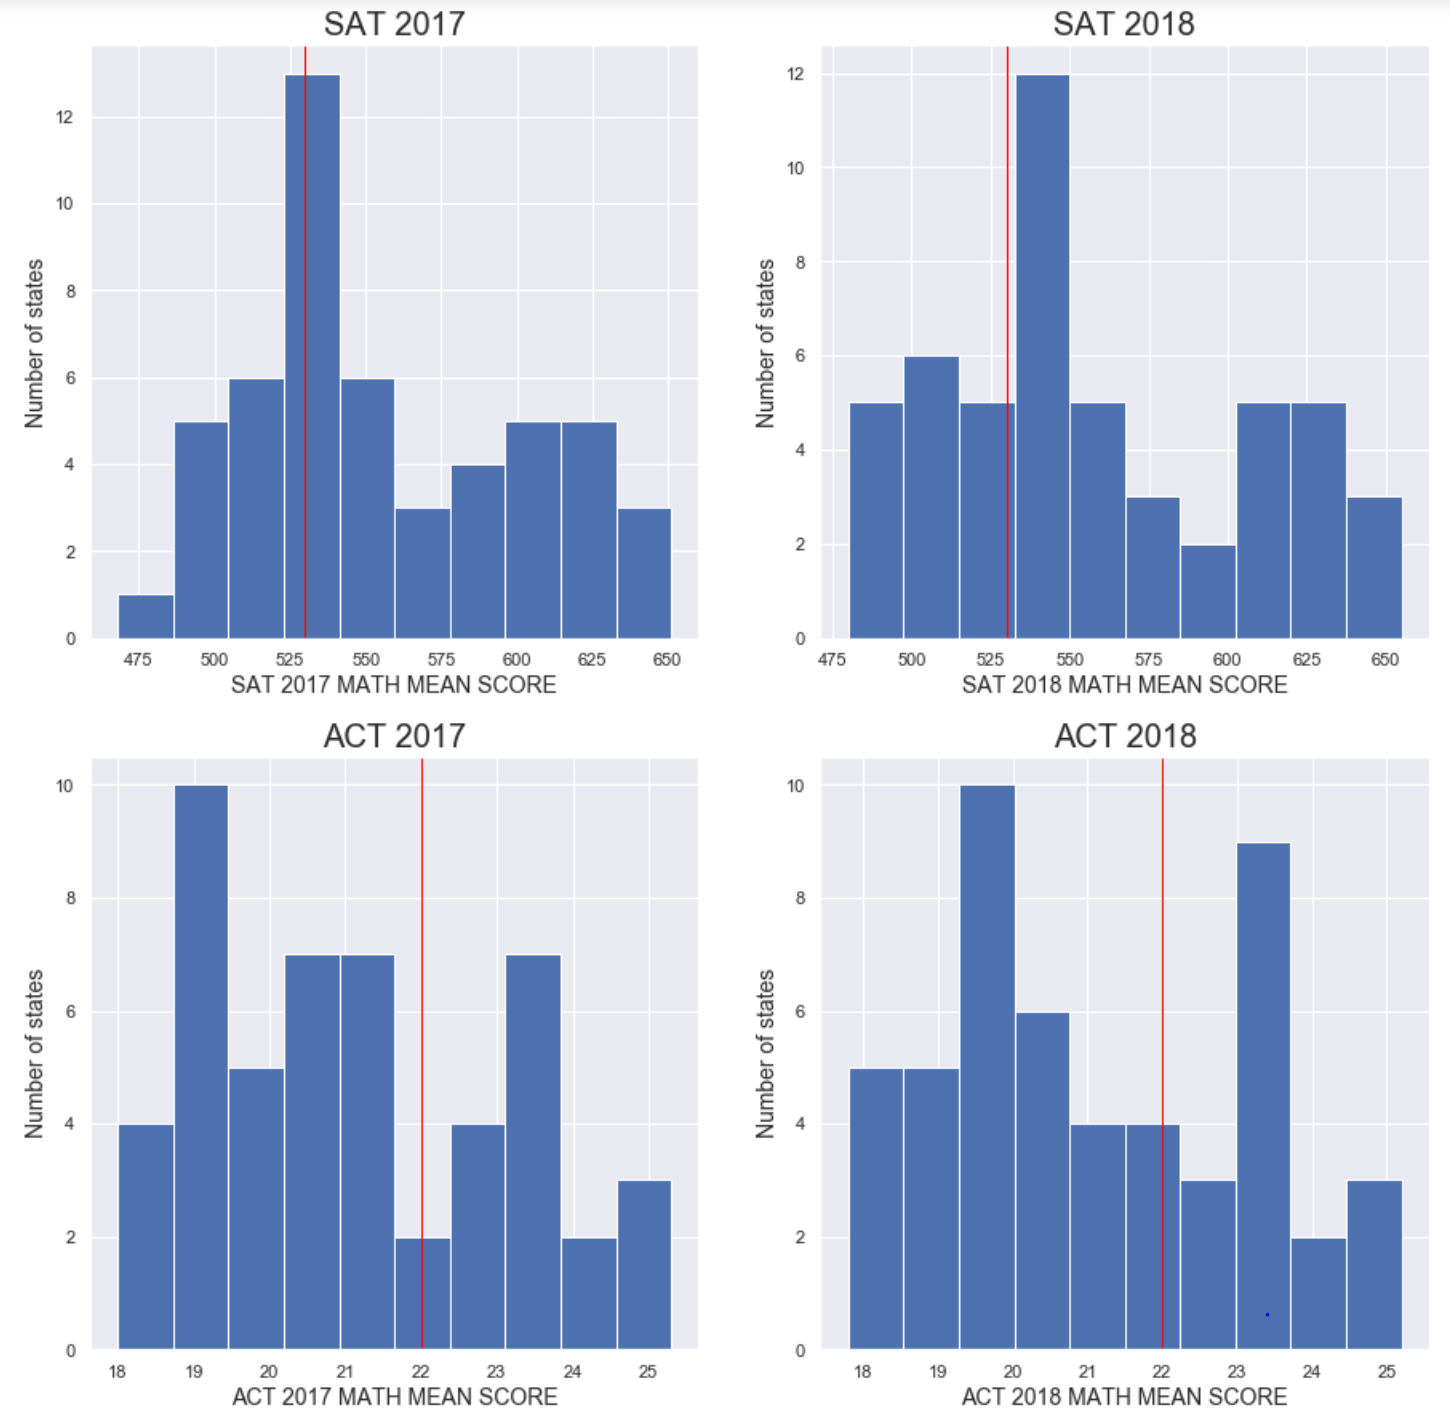 SAT 2017
12
10
8
6
4
2
0
Number of states
475 500 525 550 575 600 625 650
SAT 2017 MATH MEAN SCORE
SAT 2018
12
10
8
6
4
2
0
Number of states
475 500 525 550 575 600 625 650
SAT 2018 MATH MEAN SCORE
ACT 2017
10
8
6
4
2
0
Number of states
18 19 20 21 22 23 24 25
ACT 2017 MATH MEAN SCORE
ACT 2018
10
8
6
4
2
0
Number of states
18 19 20 21 22 23 24 25
ACT 2018 MATH MEAN SCORE